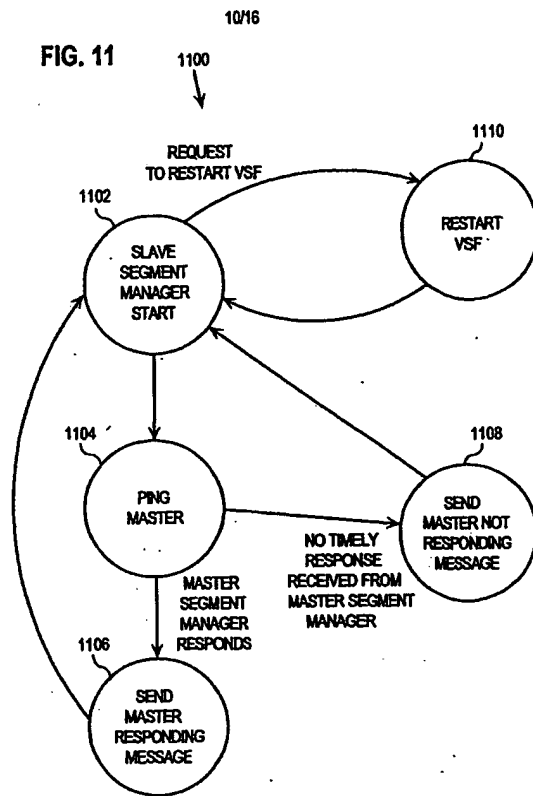 10/16
FIG. 11
1100
1110
REQUEST
TO RESTART VSF
1102
RESTART
VSF
SLAVE
SEGMENT
MANAGER
START
1104
1108
PING
MASTER
SEND
MASTER NOT
RESPONDING
MESSAGE
NO TIMELY
RESPONSE
RECEIVED FROM
MASTER SEGMENT
MANAGER
MASTER
SEGMENT
MANAGER
RESPONDS
1106
SEND
MASTER
RESPONDING
MESSAGE